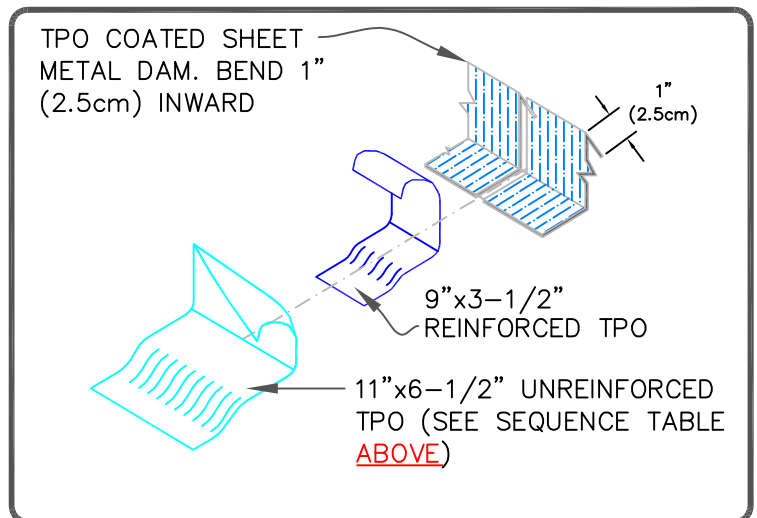 TPO COATED SHEET
METAL DAM. BEND 1"
(2.5cm) INWARD
1"
(2.5cm)
9"x3-1/2"
REINFORCED TPO
11"x6-1/2" UNREINFORCED
TPO (SEE SEQUENCE TABLE
ABOVE)